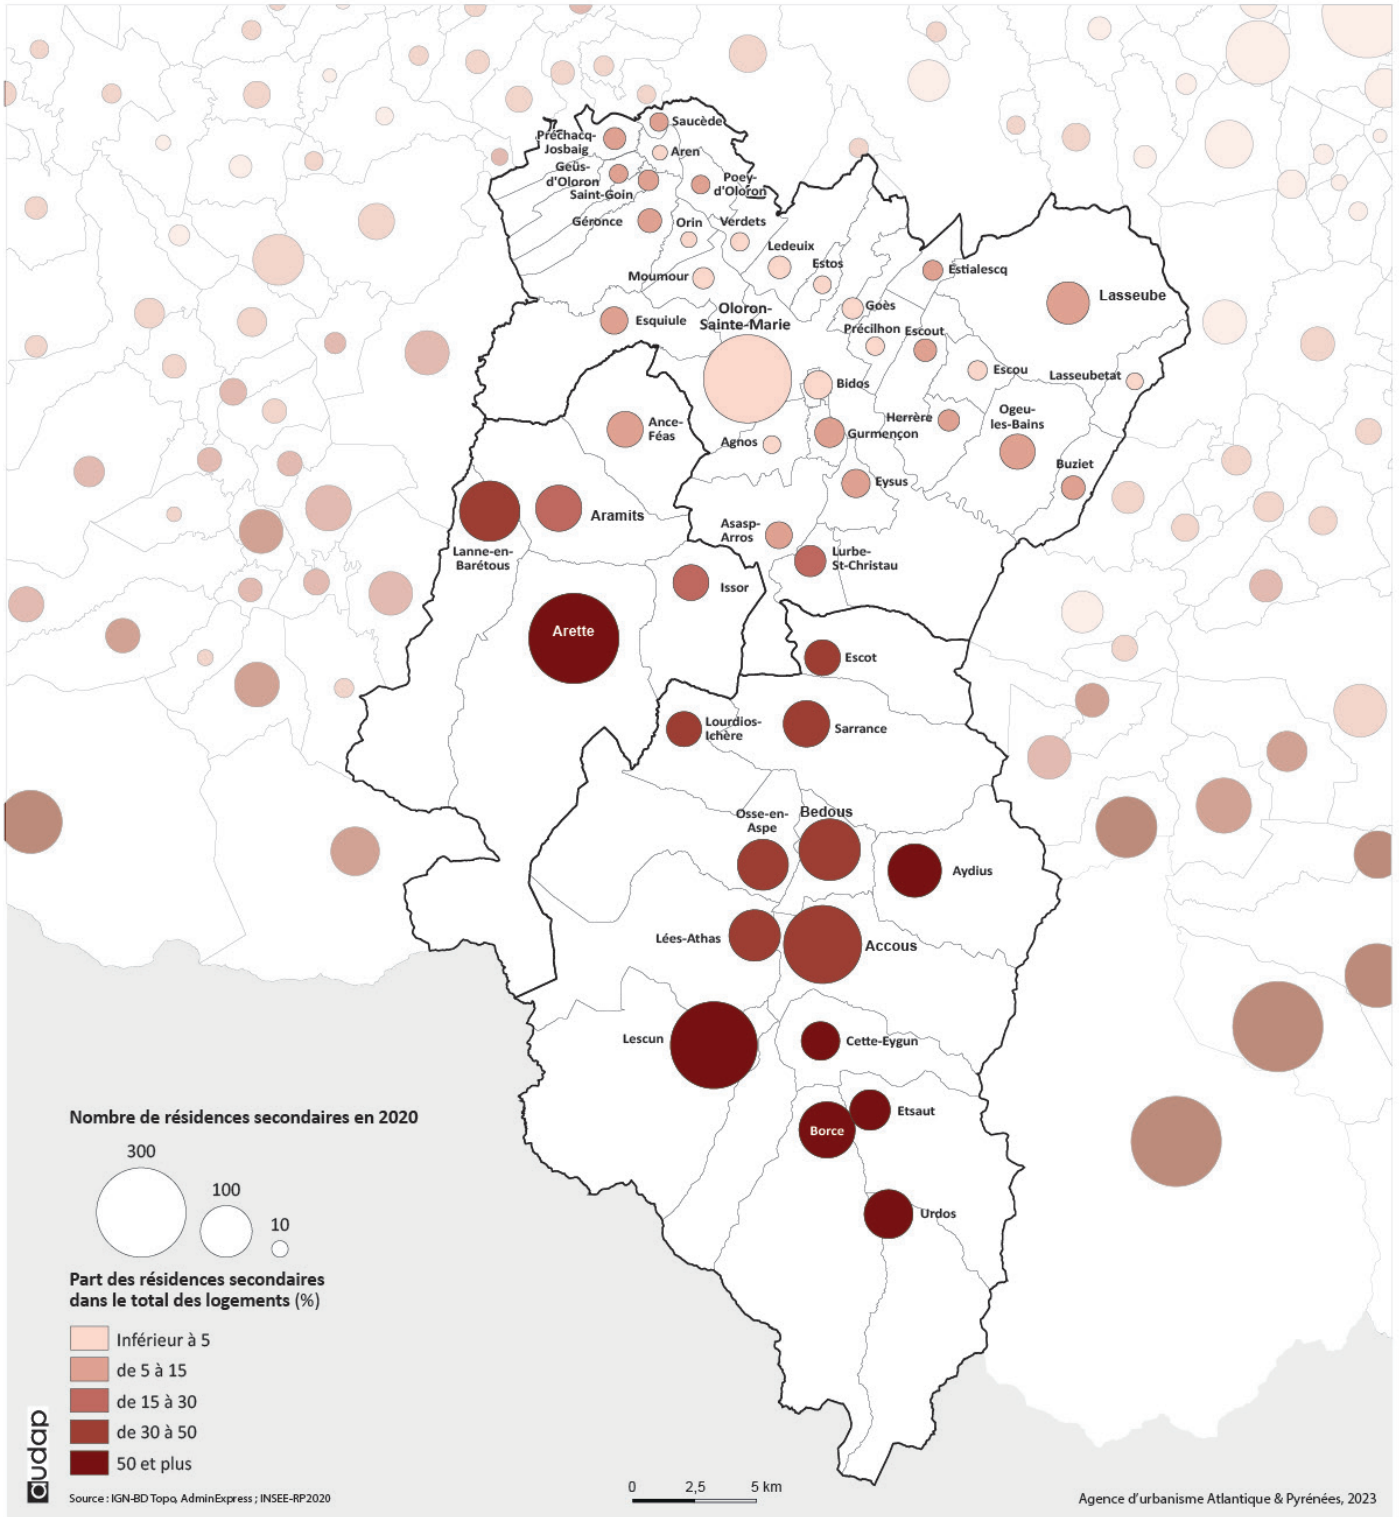 Saucède
Préchacq-
Josbaig
Aren
Geüs-
d'Oloron
Poey-
d'Oloron
Saint-Goin
Géronce
Orin
Verdets
Ledeuix
Estos
Moumour
Estialescq
Lasseube
Goès
Oloron-
Sainte-Marie
Esquiule
Précilhon
Escout
Escou
Lasseubetat
Bidos
Ance-
Féas
Herrère
Ogeu-
les-Bains
Agnos
Gurmençon
Buziet
Eysus
Aramits
Lanne-en-
Barétous
Asasp-
Arros
Lurbe-
St-Christau
Issor
Arette
Escot
Lourdios-
Ichère
Sarrance
Osse-en-
Aspe
Bedous
Aydius
Lées-Athas
Accous
Lescun
Cette-Eygun
Etsaut
Borce
Urdos
Nombre de résidences secondaires en 2020
300
100
10
Part des résidences secondaires
dans le total des logements (%)
Inférieur à 5
de 5 à 15
de 15 à 30
de 30 à 50
50 et plus
audap
Source : IGN-BD Topo, AdminExpress ; INSEE-RP2020
0 2,5 5 km
Agence d'urbanisme Atlantique & Pyrénées, 2023